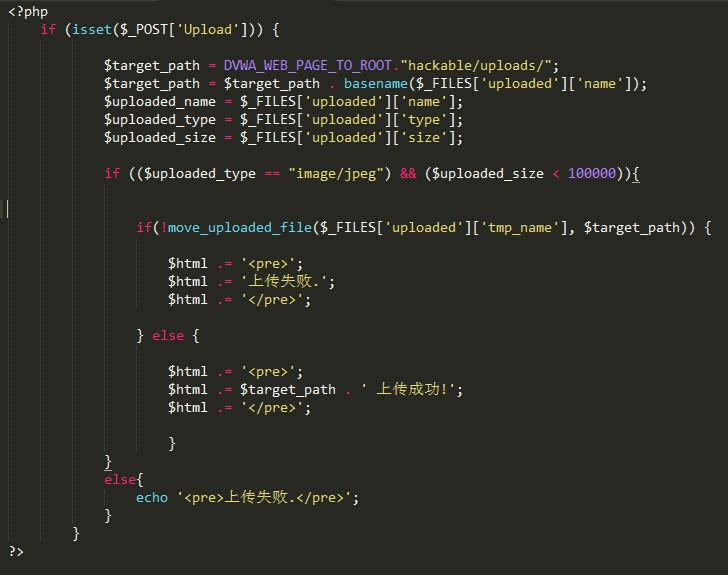 <?php
if (isset($_POST['Upload'])) {
$target_path = DVWA_WEB_PAGE_TO_ROOT."hackable/uploads/";
$target_path = $target_path . basename($_FILES['uploaded']['name']);
$uploaded_name = $_FILES['uploaded']['name'];
$uploaded_type = $_FILES['uploaded']['type'];
$uploaded_size = $_FILES['uploaded']['size'];
if (($uploaded_type == "image/jpeg") && ($uploaded_size < 100000)){
if(!move_uploaded_file($_FILES['uploaded']['tmp_name'], $target_path)) {
$html .= '<pre>';
$html .= '上传失败.';
$html .= '</pre>';
} else {
$html .= '<pre>';
$html .= $target_path . ' 上传成功!';
$html .= '</pre>';
}
}
else{
echo '<pre>上传失败.</pre>';
}
}
?>